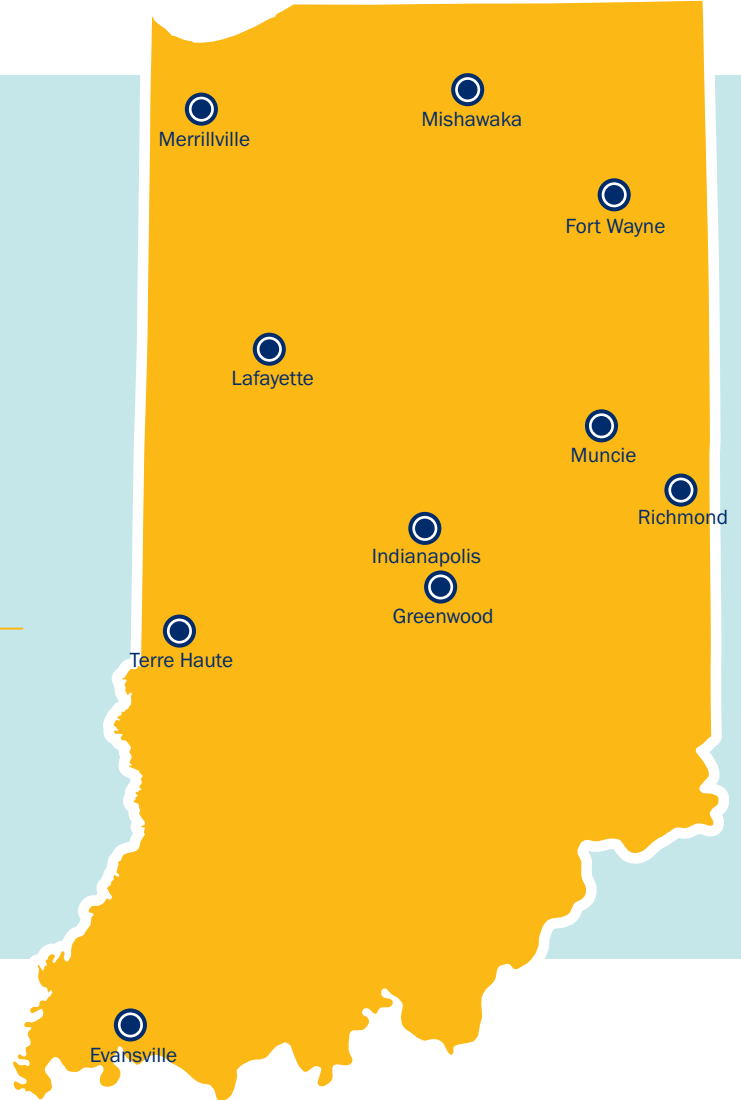 Mishawaka
Merrillville
Fort Wayne
Lafayette
Muncie
Richmond
Indianapolis
Greenwood
Terre Haute
Evansville